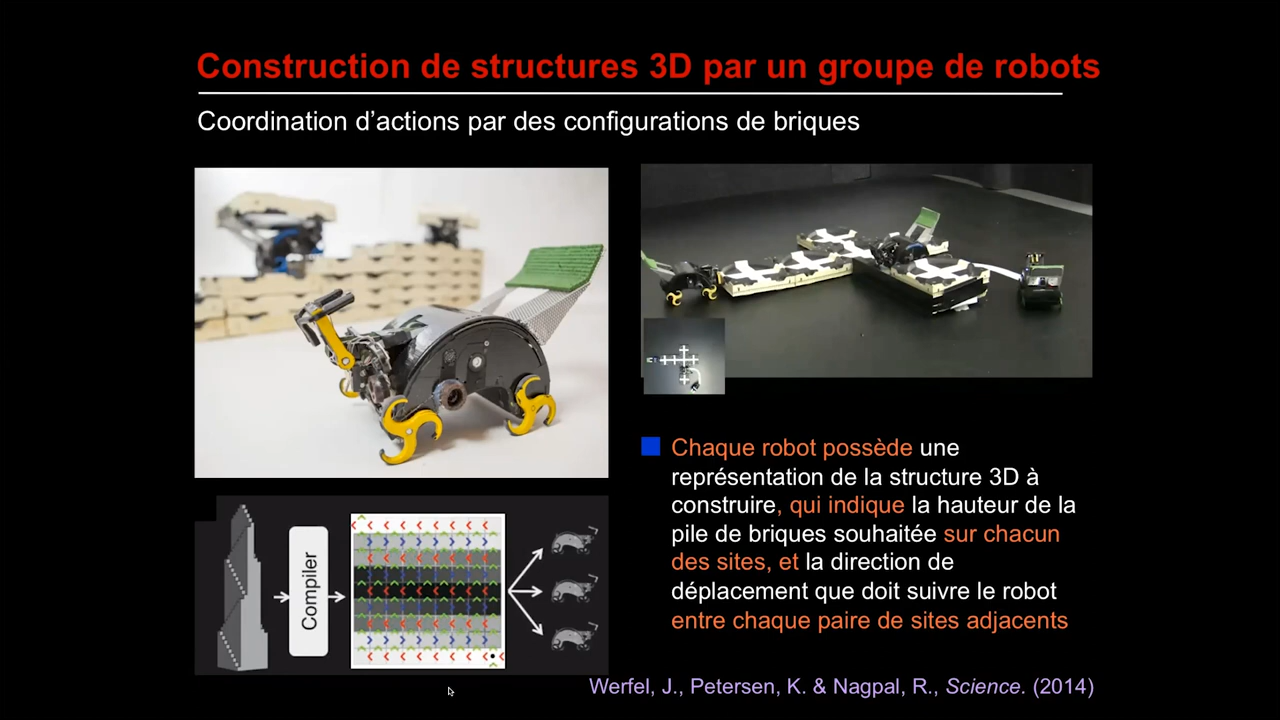 Construction de structures 3D par un groupe de robots
Coordination d'actions par des configurations de briques
Chaque robot possède une
représentation de la structure 3D à
construire, qui indique la hauteur de la
pile de briques souhaitée sur chacun
des sites, et la direction de
déplacement que doit suivre le robot
entre chaque paire de sites adjacents
Compiler
Werfel, J., Petersen, K. & Nagpal, R., Science. (2014)